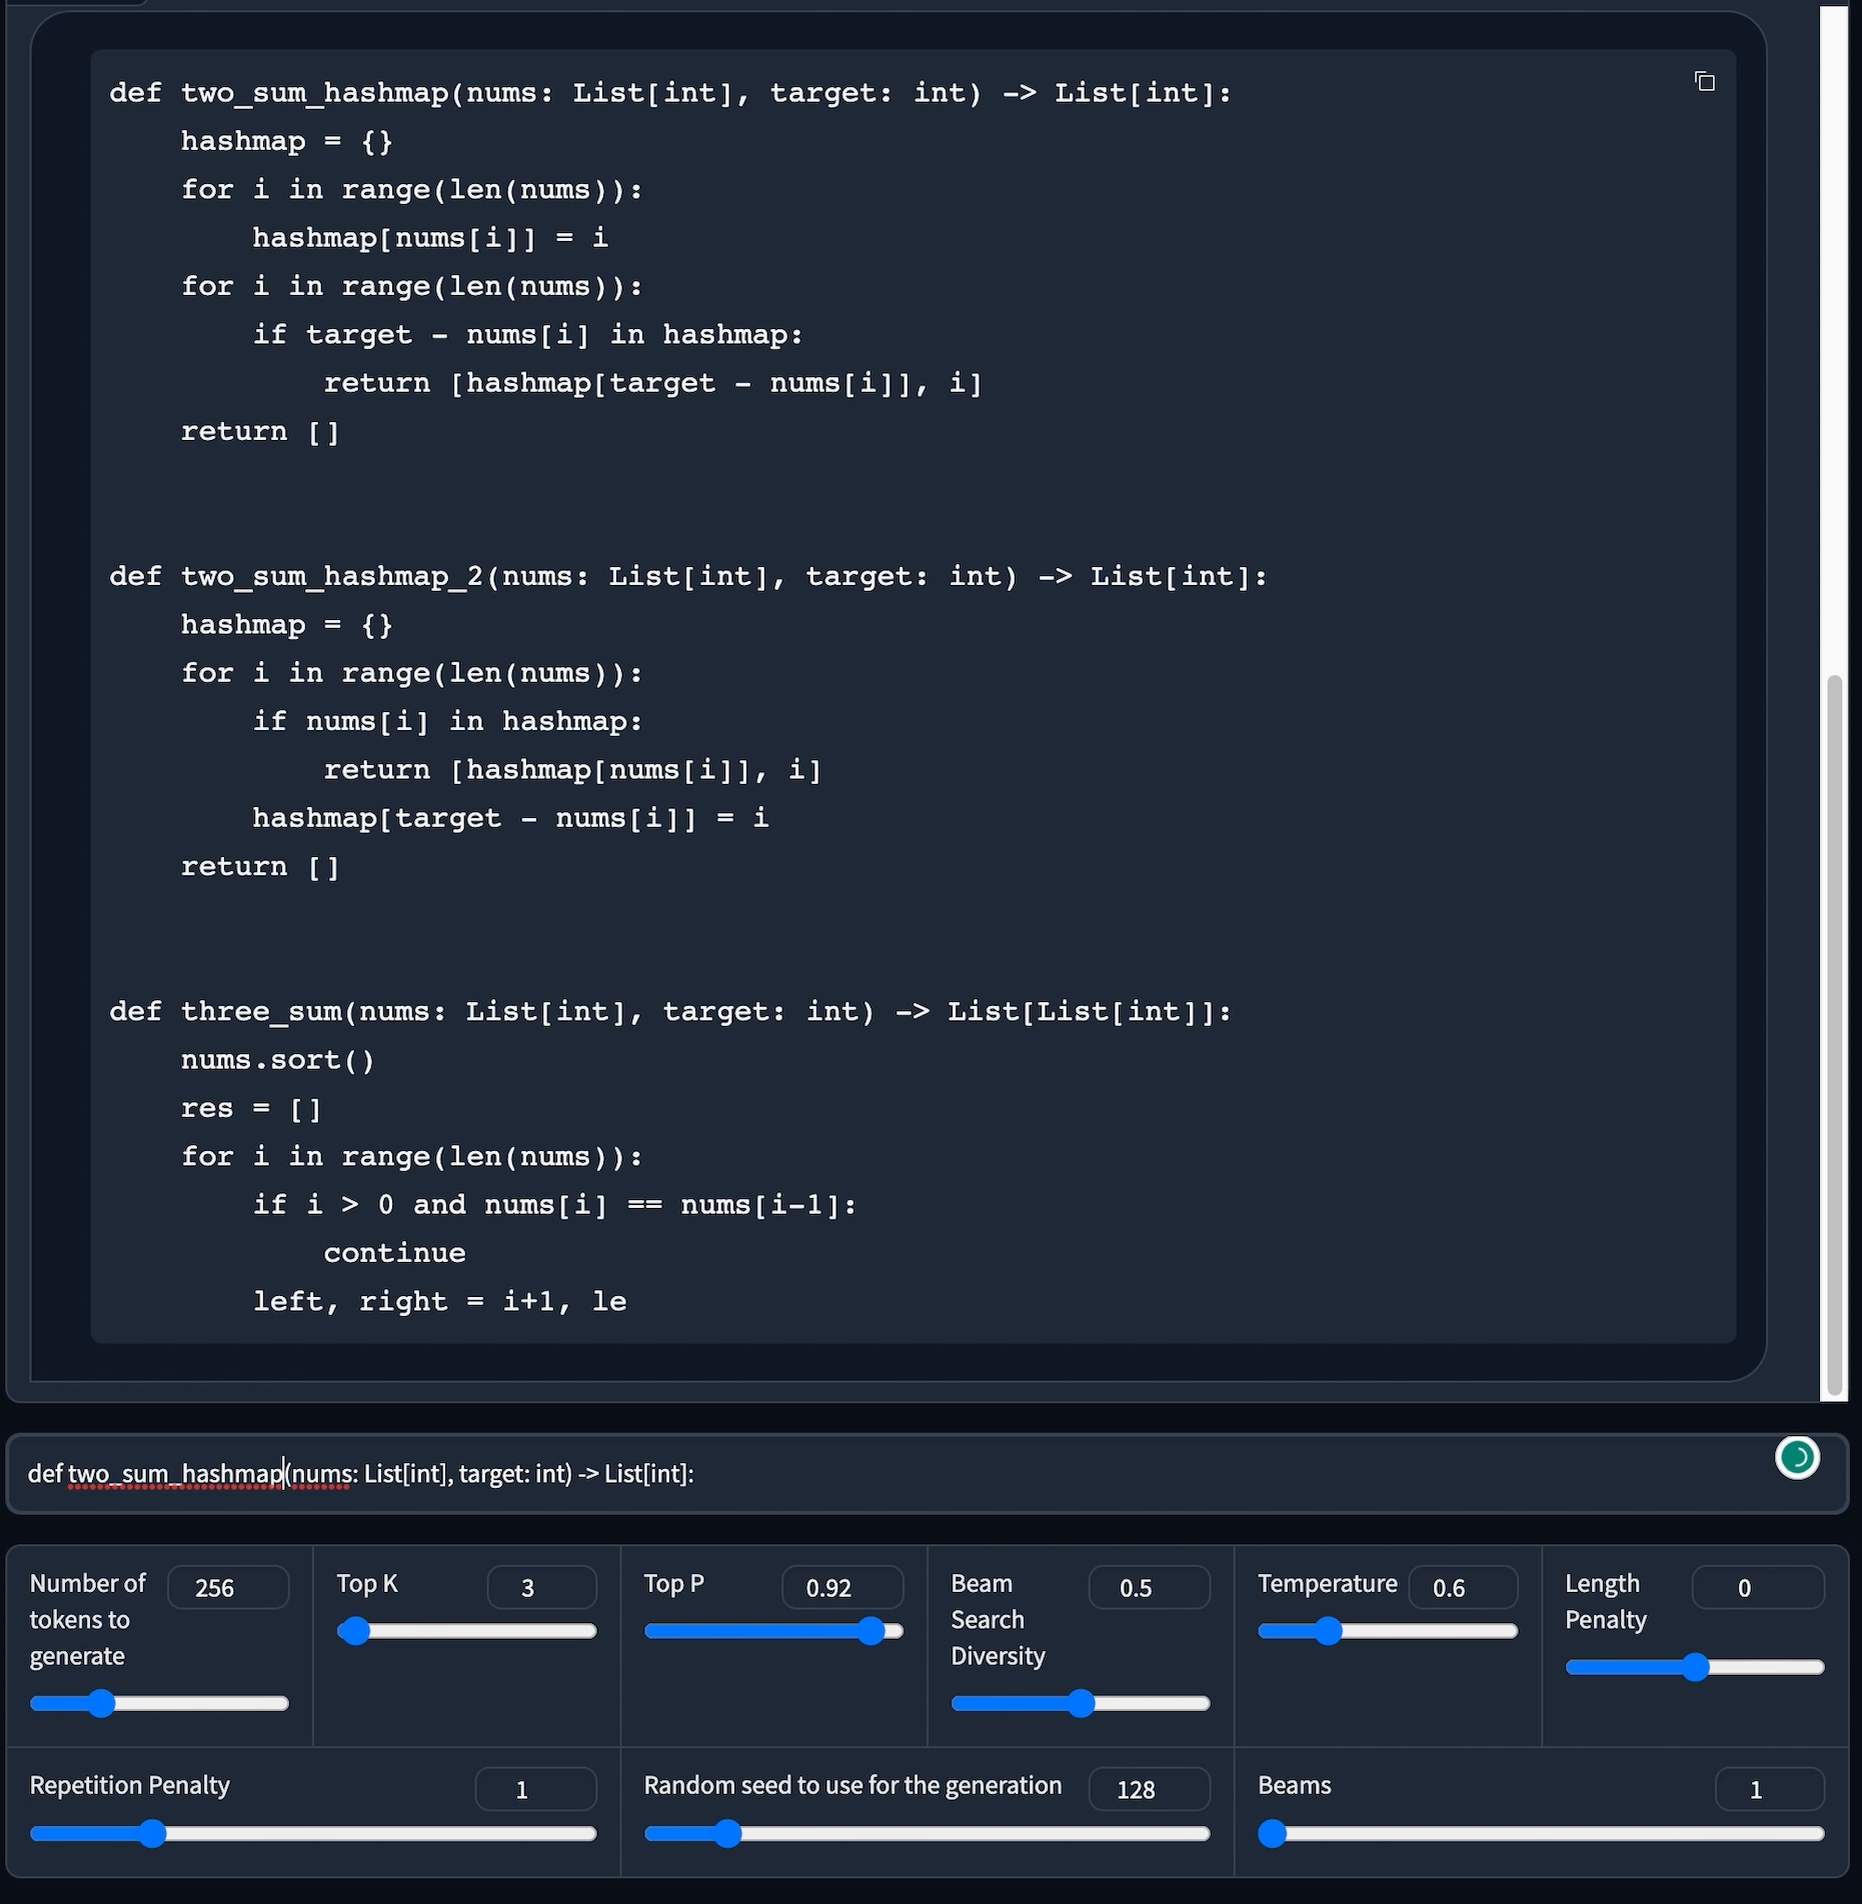 def two_sum_hashmap(nums: List[int], target: int) -> List[int]:
    hashmap = {}
    for i in range(len(nums)):
        hashmap[nums[i]] = i
    for i in range(len(nums)):
        if target - nums[i] in hashmap:
            return [hashmap[target - nums[i]], i]
    return []
def two_sum_hashmap_2(nums: List[int], target: int) -> List[int]:
    hashmap = {}
    for i in range(len(nums)):
        if nums[i] in hashmap:
            return [hashmap[nums[i]], i]
        hashmap[target - nums[i]] = i
    return []
def three_sum(nums: List[int], target: int) -> List[List[int]]:
    nums.sort()
    res = []
    for i in range(len(nums)):
        if i > 0 and nums[i] == nums[i-1]:
            continue
        left, right = i+1, le
def two_sum_hashmap(nums: List[int], target: int) -> List[int]:
Number of
tokens to
generate
256
Top K
3
Top P
0.92
Beam
Search
Diversity
0.5
Temperature
0.6
Length
Penalty
0
Repetition Penalty
1
Random seed to use for the generation
128
Beams
1